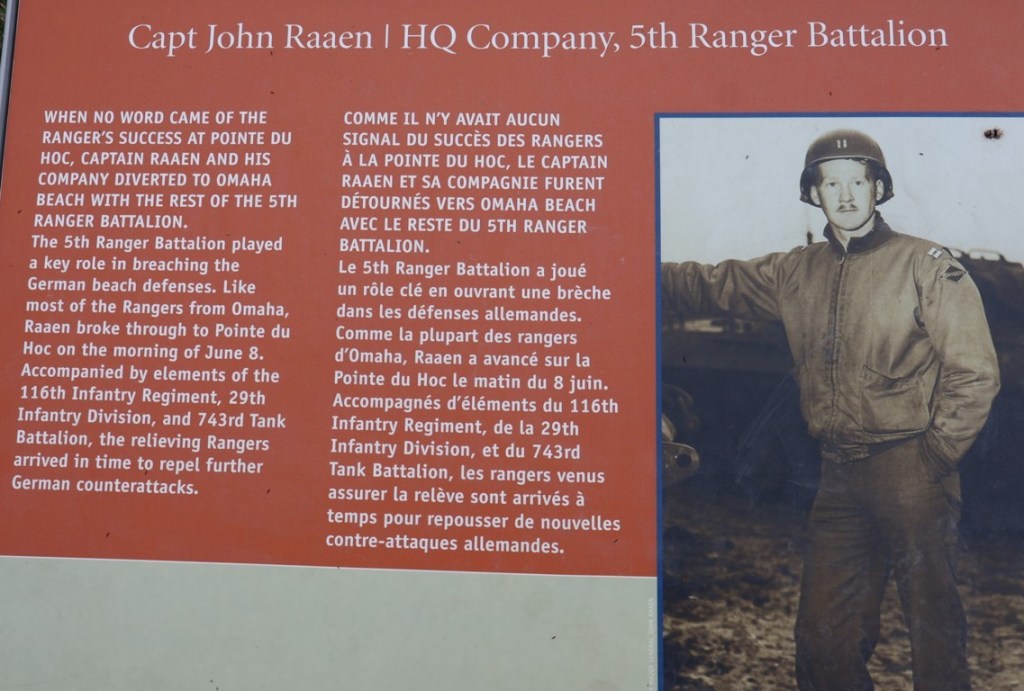 Capt John Raaen | HQ Company, 5th Ranger Battalion
WHEN NO WORD CAME OF THE
RANGER'S SUCCESS AT POINTE DU
HOC, CAPTAIN RAAEN AND HIS
COMPANY DIVERTED TO OMAHA
BEACH WITH THE REST OF THE 5TH
RANGER BATTALION.
The 5th Ranger Battalion played
a key role in breaching the
German beach defenses. Like
most of the Rangers from Omaha,
Raaen broke through to Pointe du
Hoc on the morning of June 8.
Accompanied by elements of the
116th Infantry Regiment, 29th
Infantry Division, and 743rd Tank
Battalion, the relieving Rangers
arrived in time to repel further
German counterattacks.
COMME IL N'Y AVAIT AUCUN
SIGNAL DU SUCCÈS DES RANGERS
À LA POINTE DU HOC, LE CAPTAIN
RAAEN ET SA COMPAGNIE FURENT
DÉTOURNÉS VERS OMAHA BEACH
AVEC LE RESTE DU 5TH RANGER
BATTALION.
Le 5th Ranger Battalion a joué
un rôle clé en ouvrant une brèche
dans les défenses allemandes.
Comme la plupart des rangers
d'Omaha, Raaen a avancé sur la
Pointe du Hoc le matin du 8 juin.
Accompagnés d'éléments du 116th
Infantry Regiment, de la 29th
Infantry Division, et du 743rd
Tank Battalion, les rangers venus
assurer la relève sont arrivés à
temps pour repousser de nouvelles
contre-attaques allemandes.